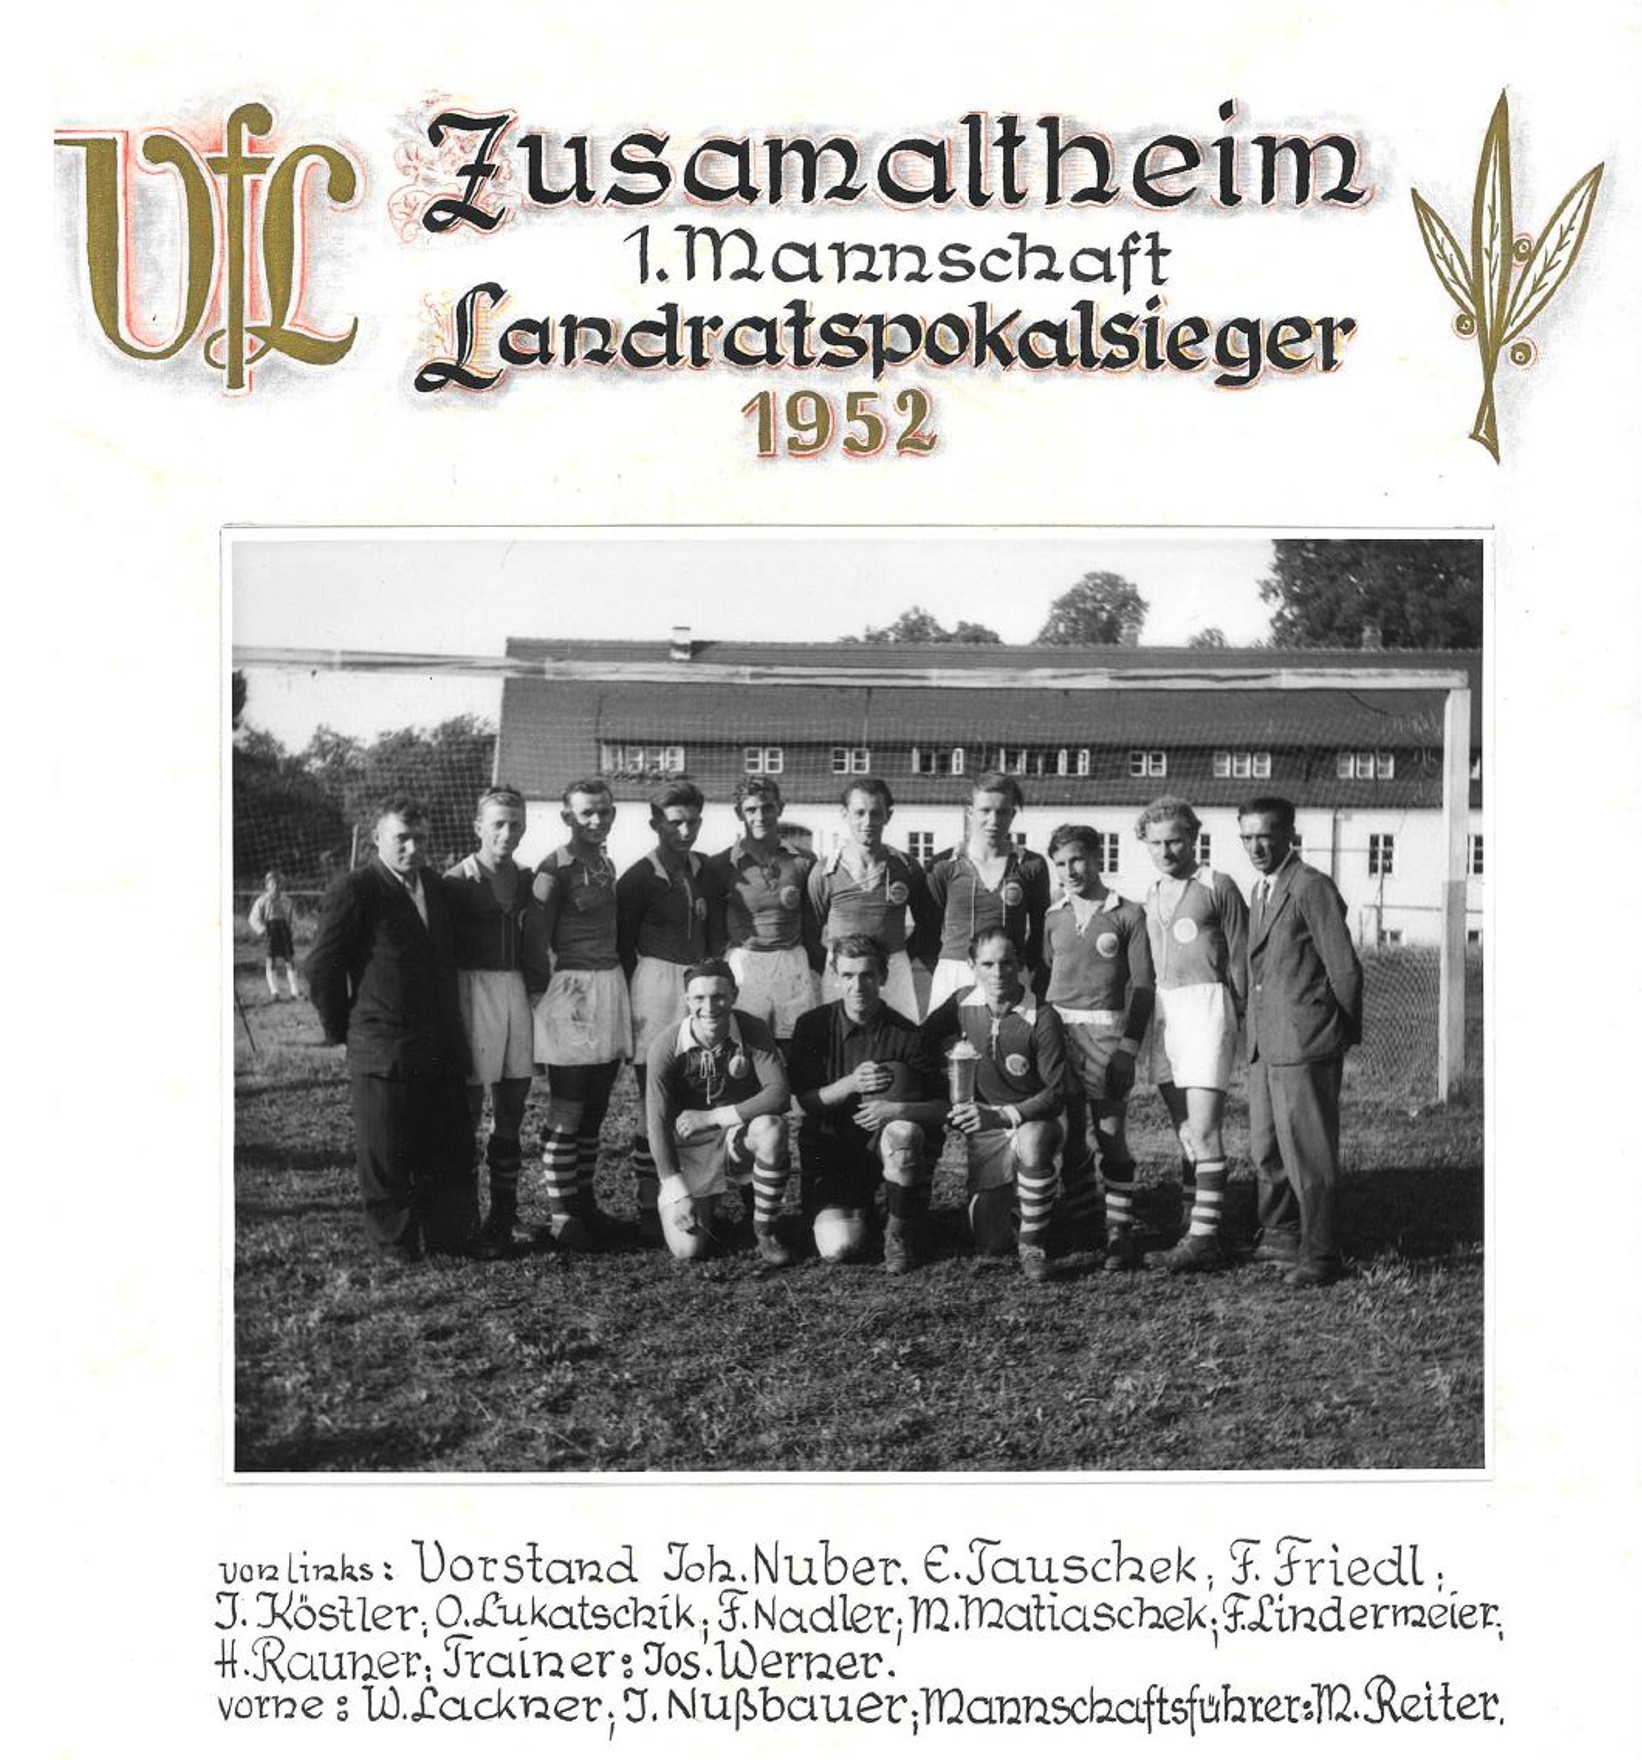 VfL Zusamaltheim
1. Mannschaft
Landratspokalsieger
1952
von links: Vorstand Joh. Nuber. E. Tauschek; F. Friedl;
J. Köstler; O. Lukatschik; F. Nadler; M. Matiaschek; F. Lindermeier;
H. Rauner; Trainer: Jos. Werner.
vorne: W. Lackner; J. Nußbauer; Mannschaftsführer: M. Reiter.